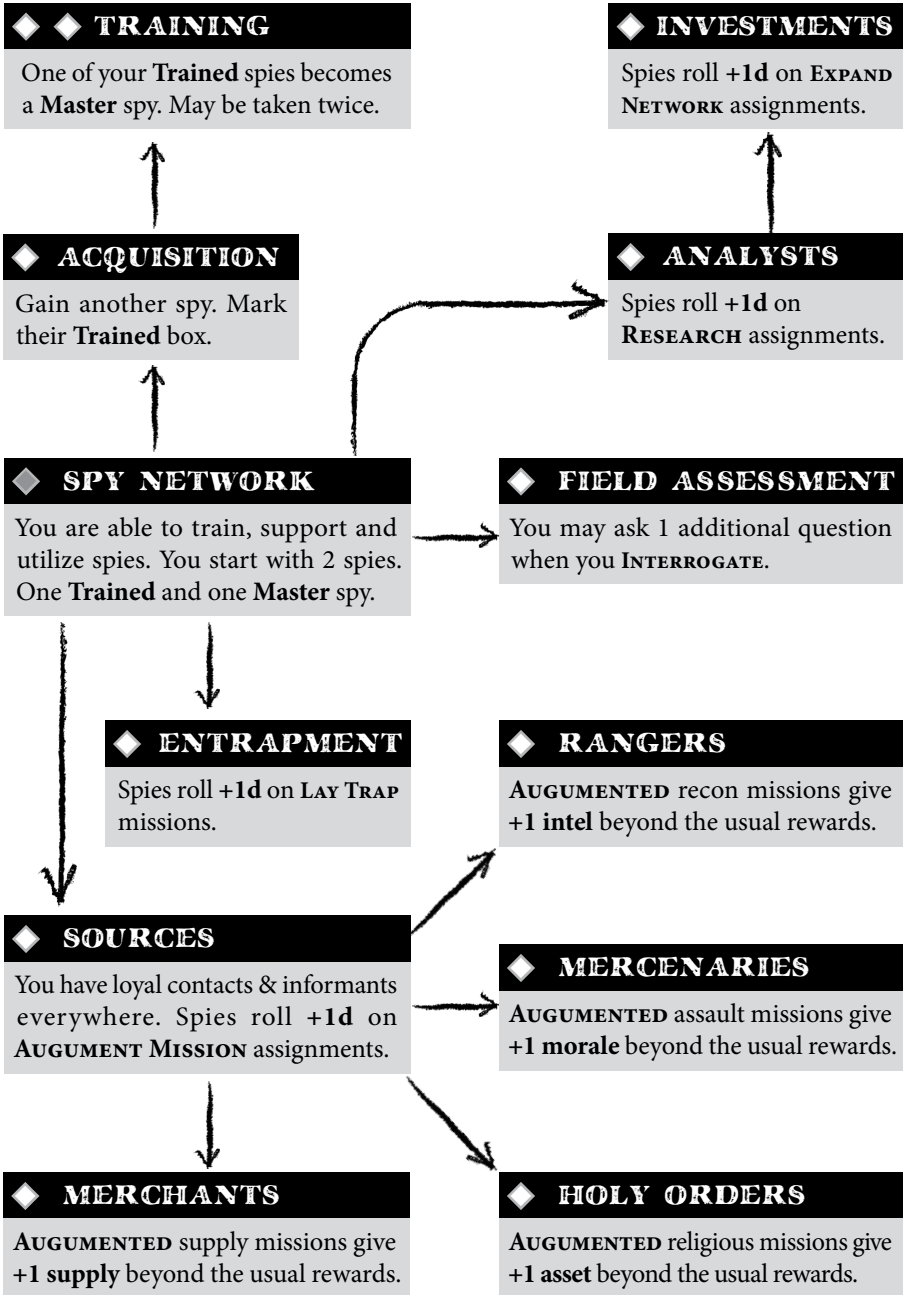 TRAINING
One of your Trained spies becomes
a Master spy. May be taken twice.
INVESTMENTS
Spies roll +1d on EXPAND
NETWORK assignments.
ACQUISITION
Gain another spy. Mark
their Trained box.
ANALYSTS
Spies roll +1d on
RESEARCH assignments.
SPY NETWORK
You are able to train, support and
utilize spies. You start with 2 spies.
One Trained and one Master spy.
FIELD ASSESSMENT
You may ask 1 additional question
when you INTERROGATE.
ENTRAPMENT
Spies roll +1d on LAY TRAP
missions.
RANGERS
AUGUMENTED recon missions give
+1 intel beyond the usual rewards.
SOURCES
You have loyal contacts & informants
everywhere. Spies roll +1d on
AUGUMENT MISSION assignments.
MERCENARIES
AUGUMENTED assault missions give
+1 morale beyond the usual rewards.
MERCHANTS
AUGUMENTED supply missions give
+1 supply beyond the usual rewards.
HOLY ORDERS
AUGUMENTED religious missions give
+1 asset beyond the usual rewards.